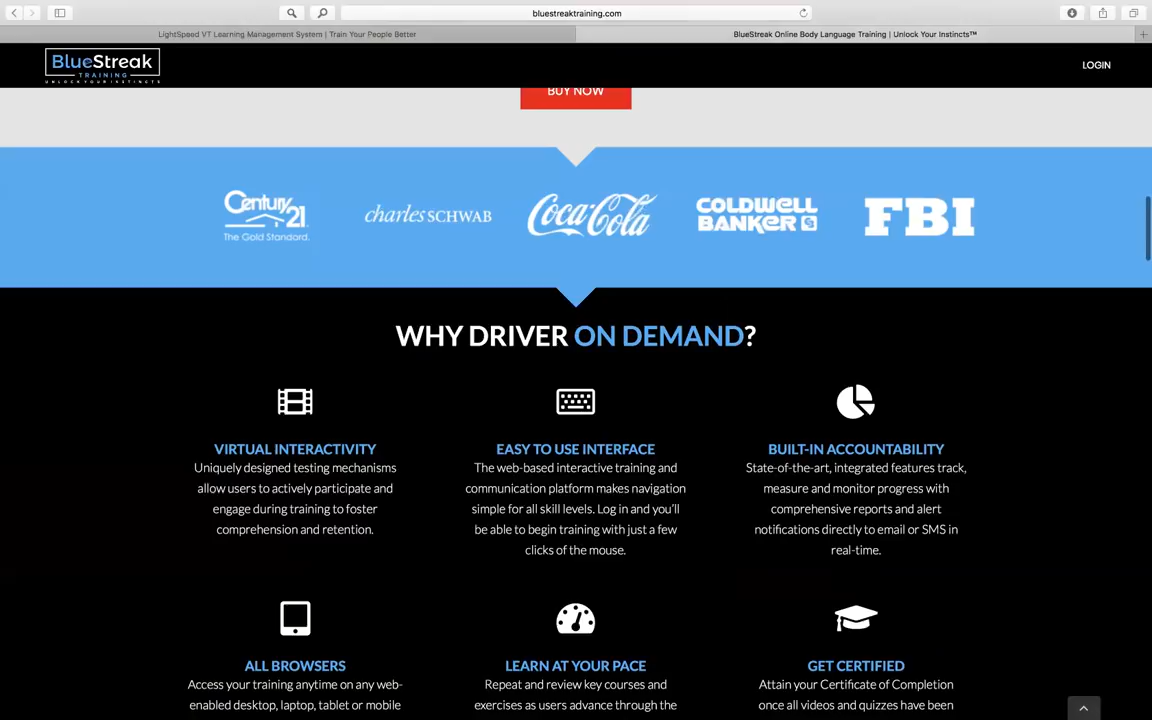 bluestreaktraining.com
LightSpeed VT Learning Management System | Train Your People Better
BlueStreak Online Body Language Training | Unlock Your Instincts™
BlueStreak
TRAINING
UNLOCK YOUR INSTINCTS
LOGIN
BUY NOW
Century 21
The Gold Standard.
charles SCHWAB
Coca-Cola
COLDWELL
BANKER
FBI
WHY DRIVER ON DEMAND?
VIRTUAL INTERACTIVITY
Uniquely designed testing mechanisms
allow users to actively participate and
engage during training to foster
comprehension and retention.
EASY TO USE INTERFACE
The web-based interactive training and
communication platform makes navigation
simple for all skill levels. Log in and you'll
be able to begin training with just a few
clicks of the mouse.
BUILT-IN ACCOUNTABILITY
State-of-the-art, integrated features track,
measure and monitor progress with
comprehensive reports and alert
notifications directly to email or SMS in
real-time.
ALL BROWSERS
Access your training anytime on any web-
enabled desktop, laptop, tablet or mobile
LEARN AT YOUR PACE
Repeat and review key courses and
exercises as users advance through the
GET CERTIFIED
Attain your Certificate of Completion
once all videos and quizzes have been